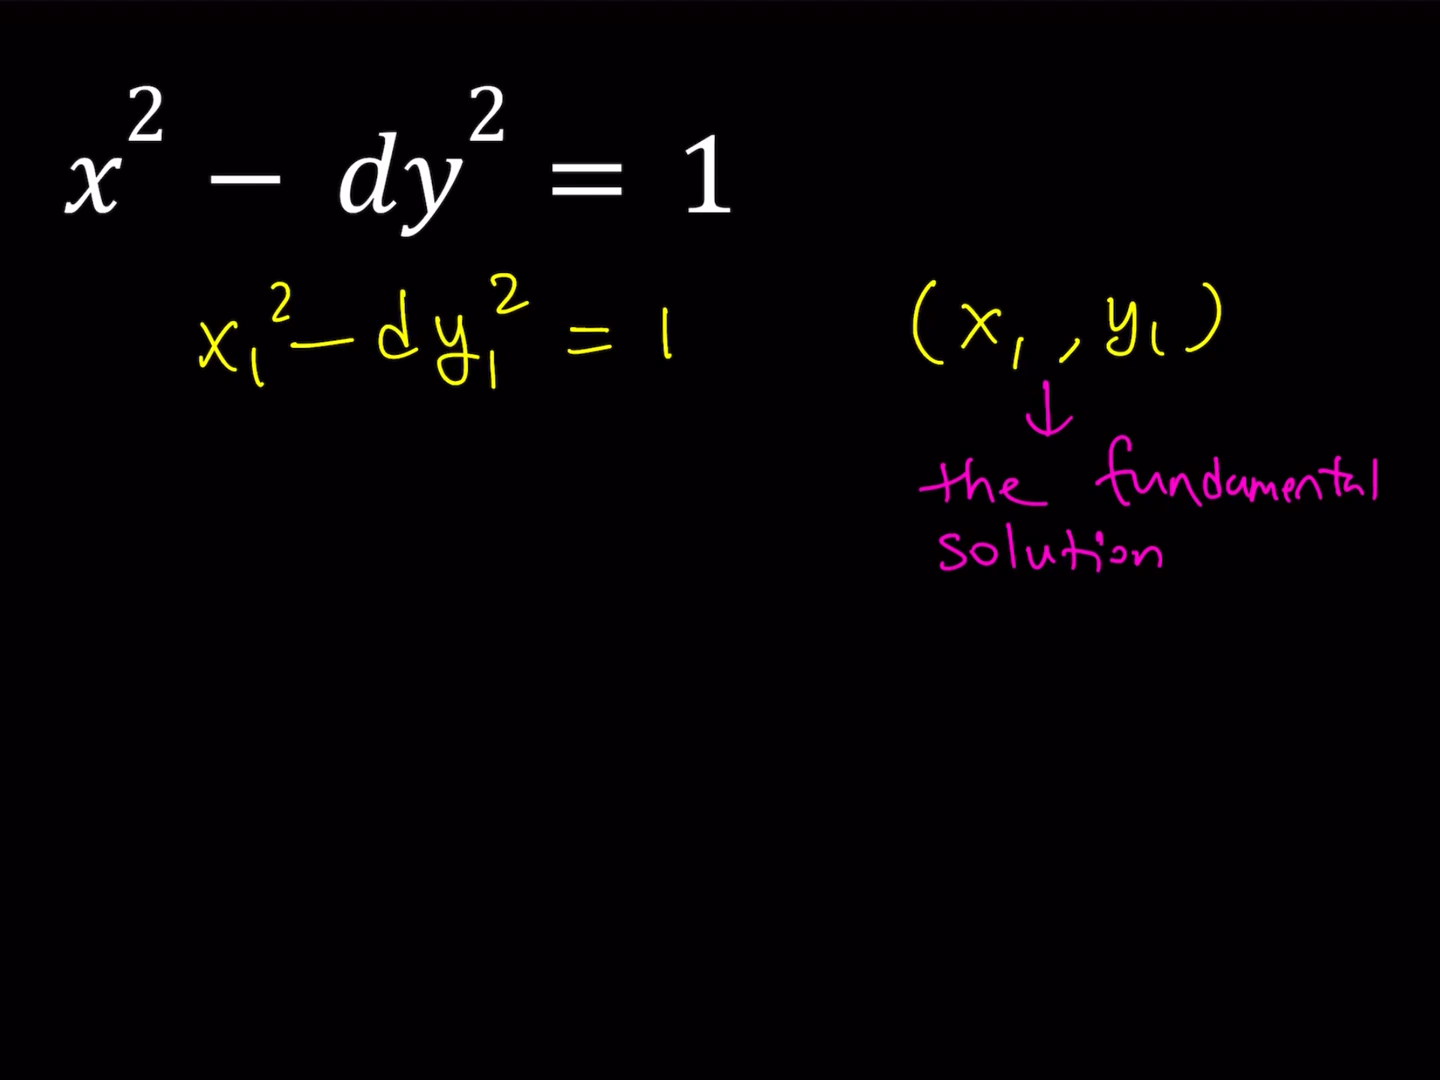 x² − dy² = 1
x₁² − dy₁² = 1 (x₁, y₁)
↓
the fundamental
solution